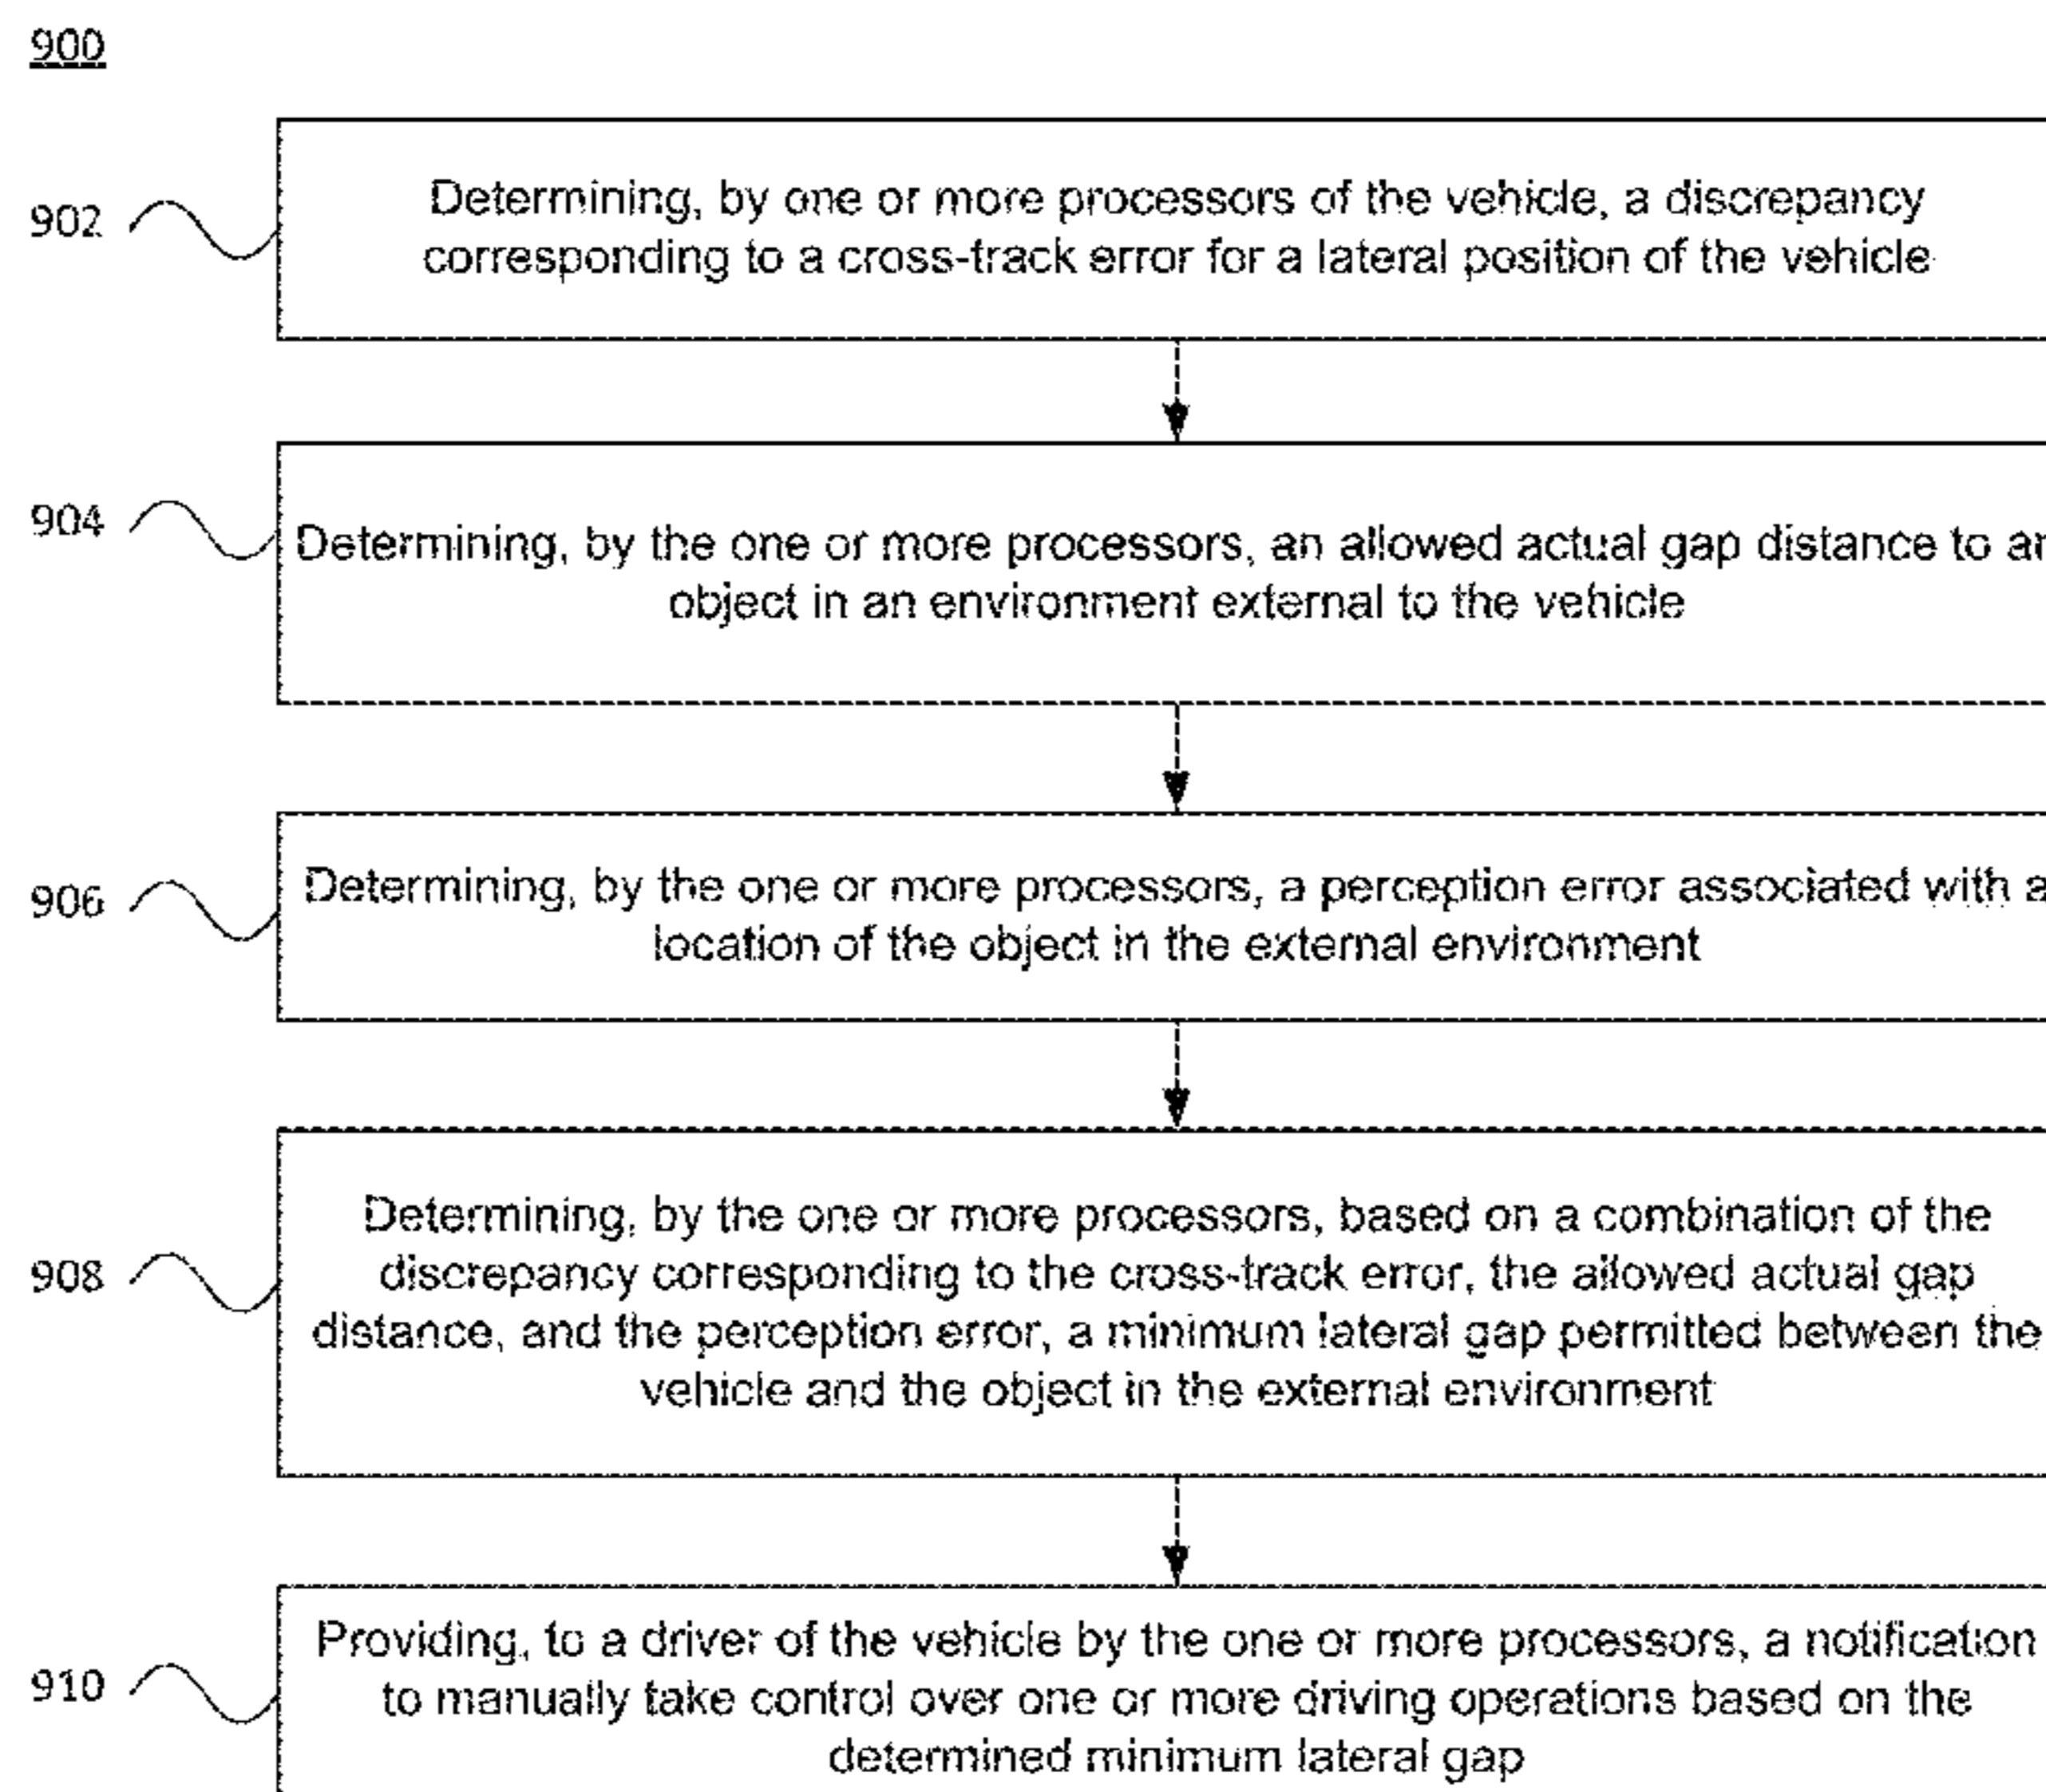 900
902
Determining, by one or more processors of the vehicle, a discrepancy
corresponding to a cross-track error for a lateral position of the vehicle
904
Determining, by the one or more processors, an allowed actual gap distance to
object in an environment external to the vehicle
906
Determining, by the one or more processors, a perception error associated with a
location of the object in the external environment
908
Determining, by the one or more processors, based on a combination of the
discrepancy corresponding to the cross-track error, the allowed actual gap
distance, and the perception error, a minimum lateral gap permitted between the
vehicle and the object in the external environment
910
Providing, to a driver of the vehicle by the one or more processors, a notification
to manually take control over one or more driving operations based on the
determined minimum lateral gap